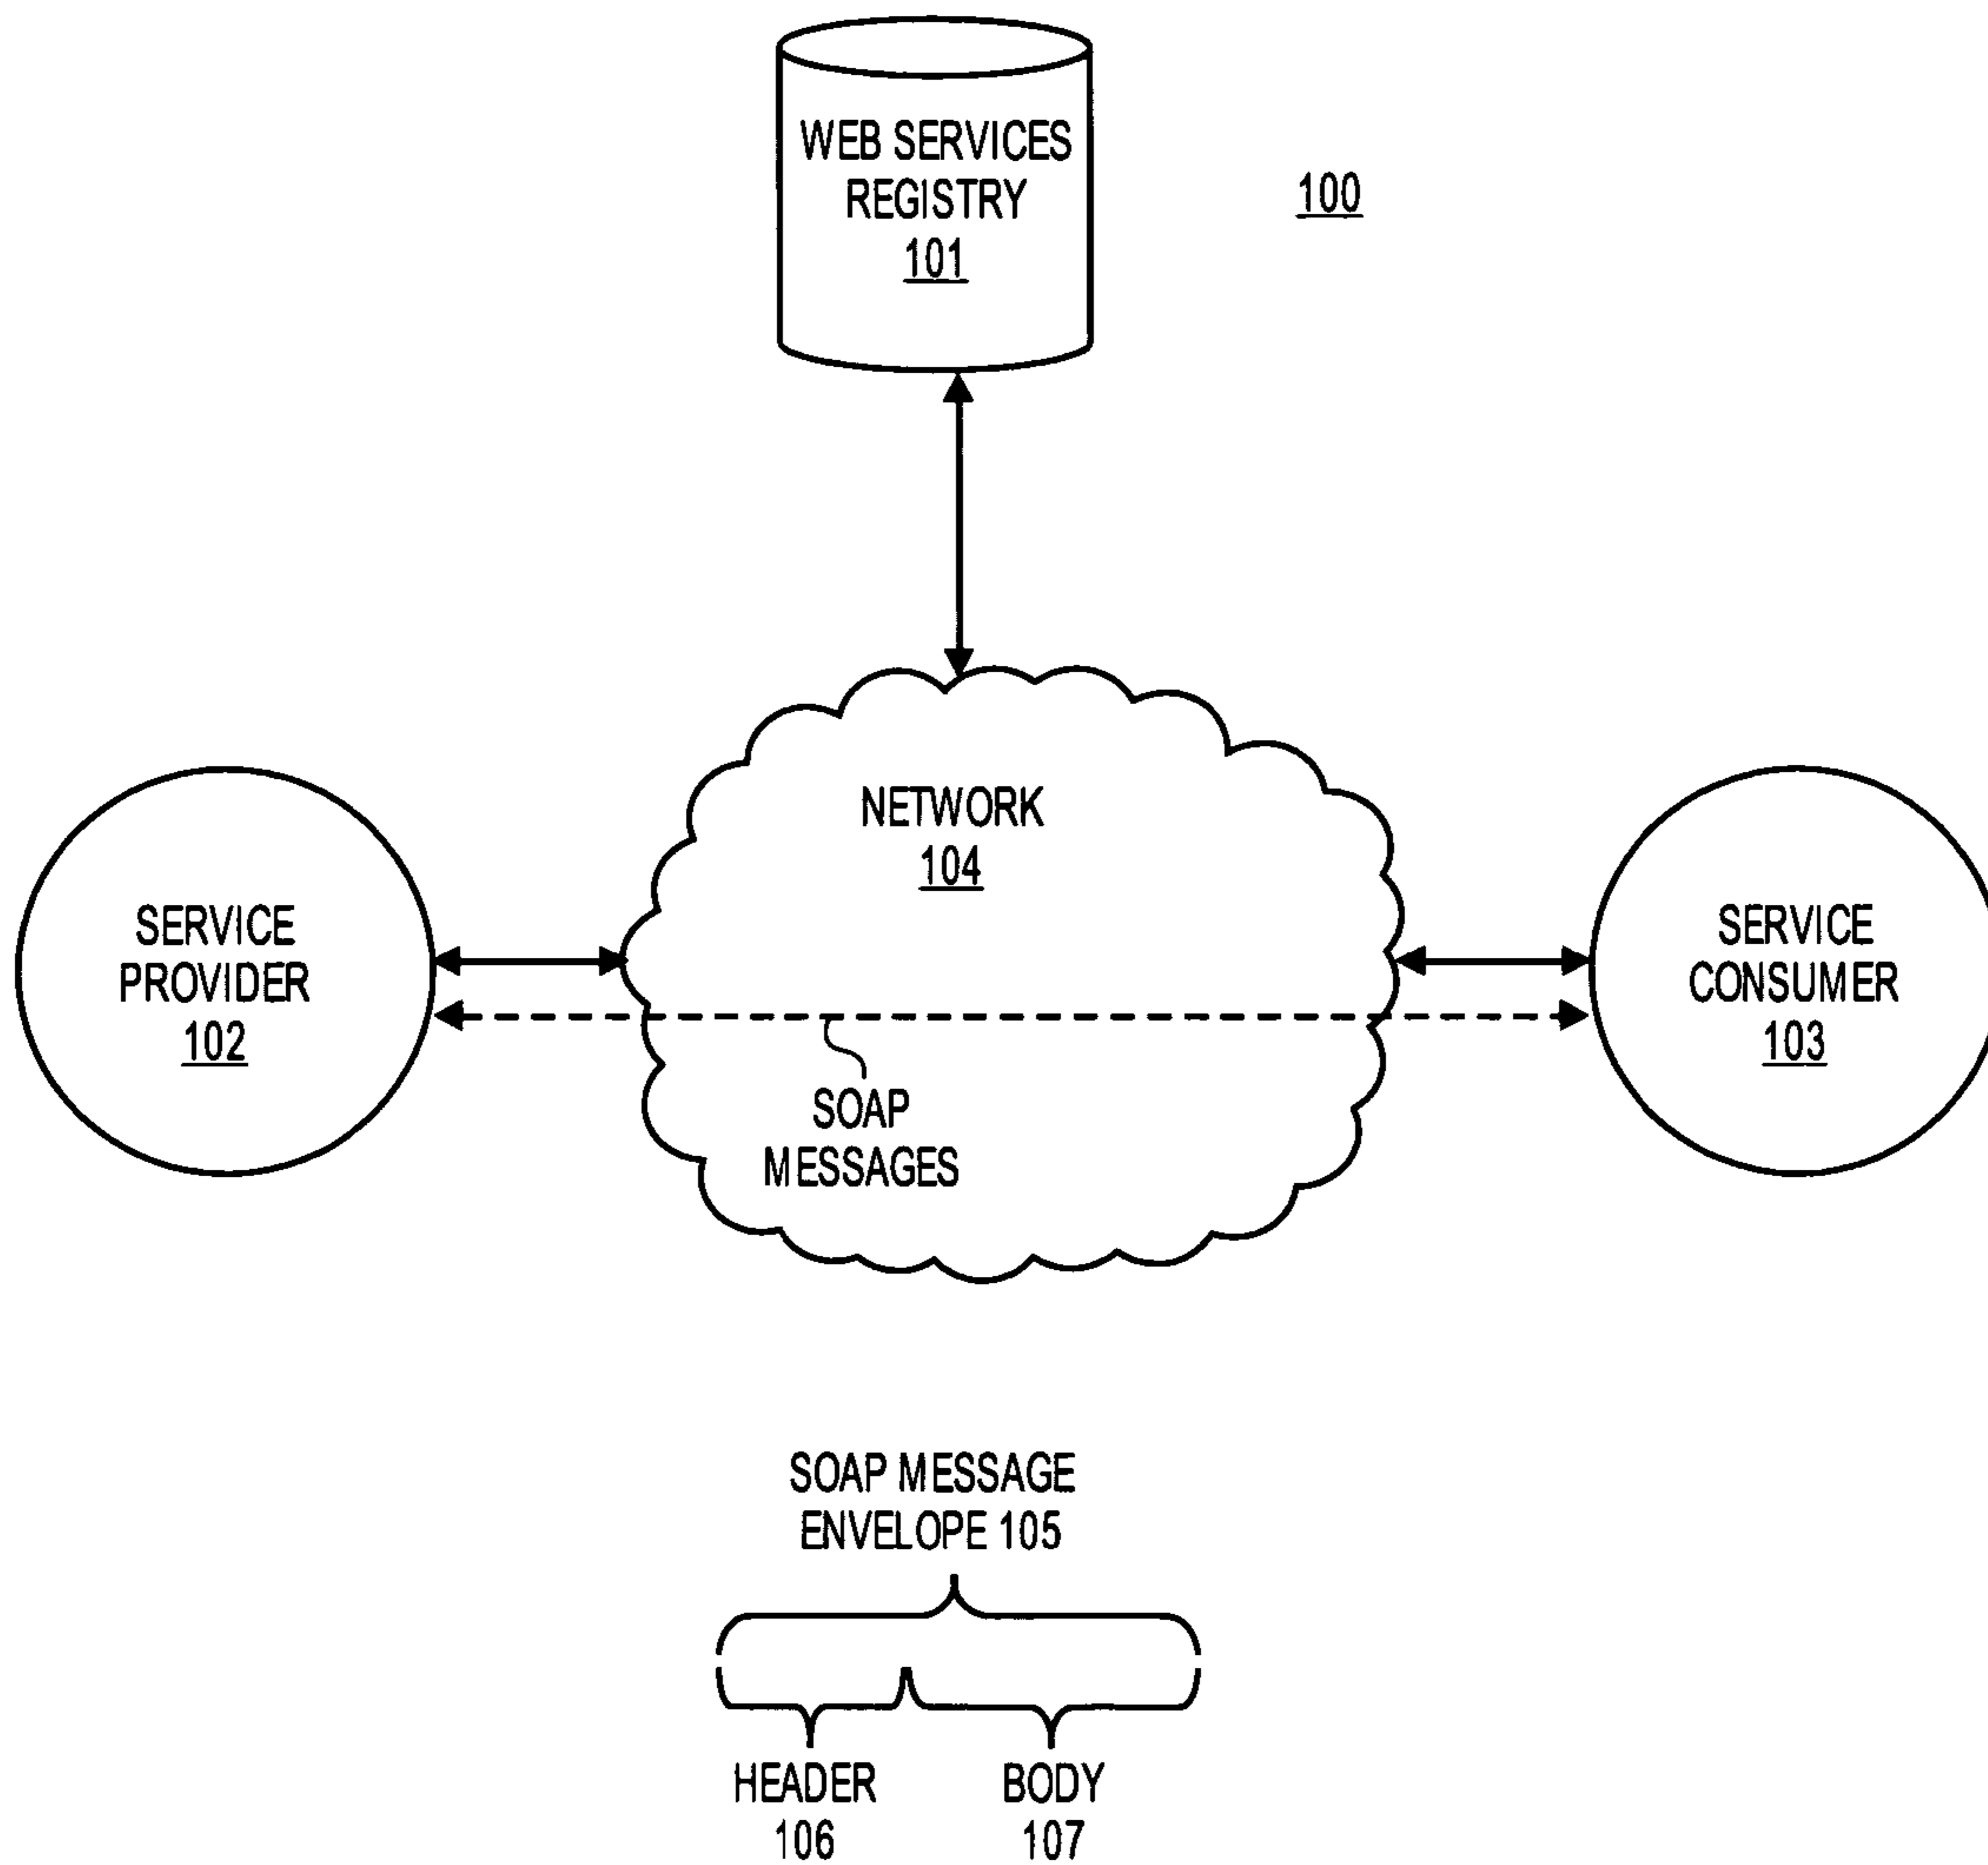 WEB SERVICES
REGISTRY
101
100
NETWORK
104
SERVICE
PROVIDER
102
SERVICE
CONSUMER
103
SOAP
MESSAGES
SOAP MESSAGE
ENVELOPE 105
HEADER
106
BODY
107